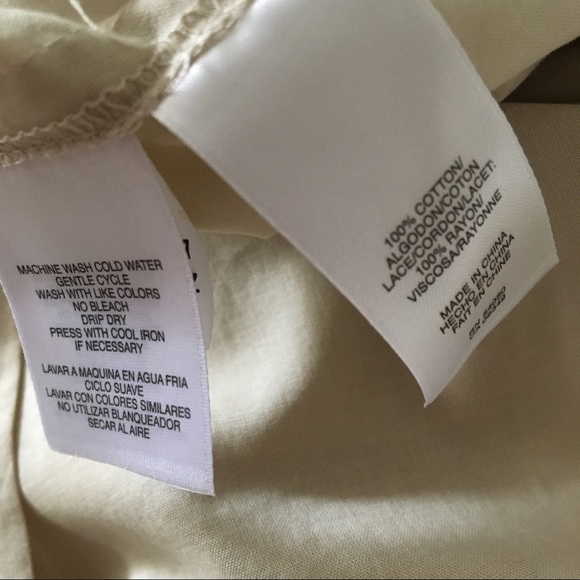 MACHINE WASH COLD WATER
GENTLE CYCLE
WASH WITH LIKE COLORS
NO BLEACH
DRIP DRY
PRESS WITH COOL IRON
IF NECESSARY
LAVAR A MAQUINA EN AGUA FRIA
CICLO SUAVE
LAVAR CON COLORES SIMILARES
NO UTILIZAR BLANQUEADOR
SECAR AL AIRE
100% COTTON/
ALGODON/COTON
LACE/CORDON/LACET:
100% RAYON/
VISCOSA/RAYONNE
MADE IN CHINA
HECHO EN CHINA
FAIT EN CHINE